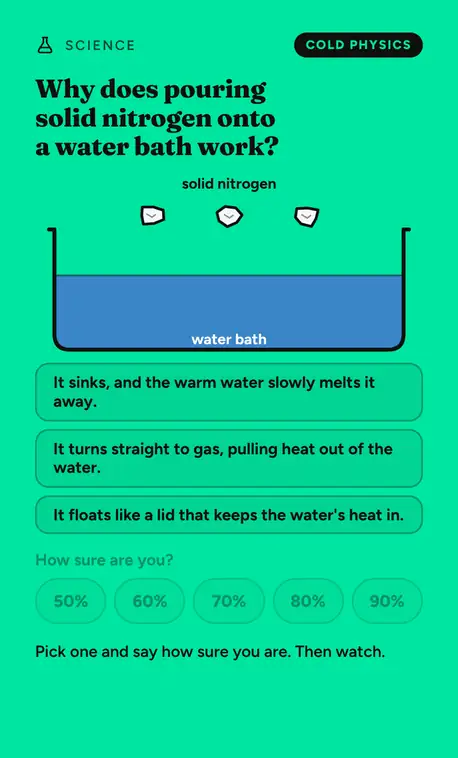 SCIENCE
COLD PHYSICS
Why does pouring
solid nitrogen onto
a water bath work?
solid nitrogen
water bath
It sinks, and the warm water slowly melts it
away.
It turns straight to gas, pulling heat out of the
water.
It floats like a lid that keeps the water's heat in.
How sure are you?
50%
60%
70%
80%
90%
Pick one and say how sure you are. Then watch.